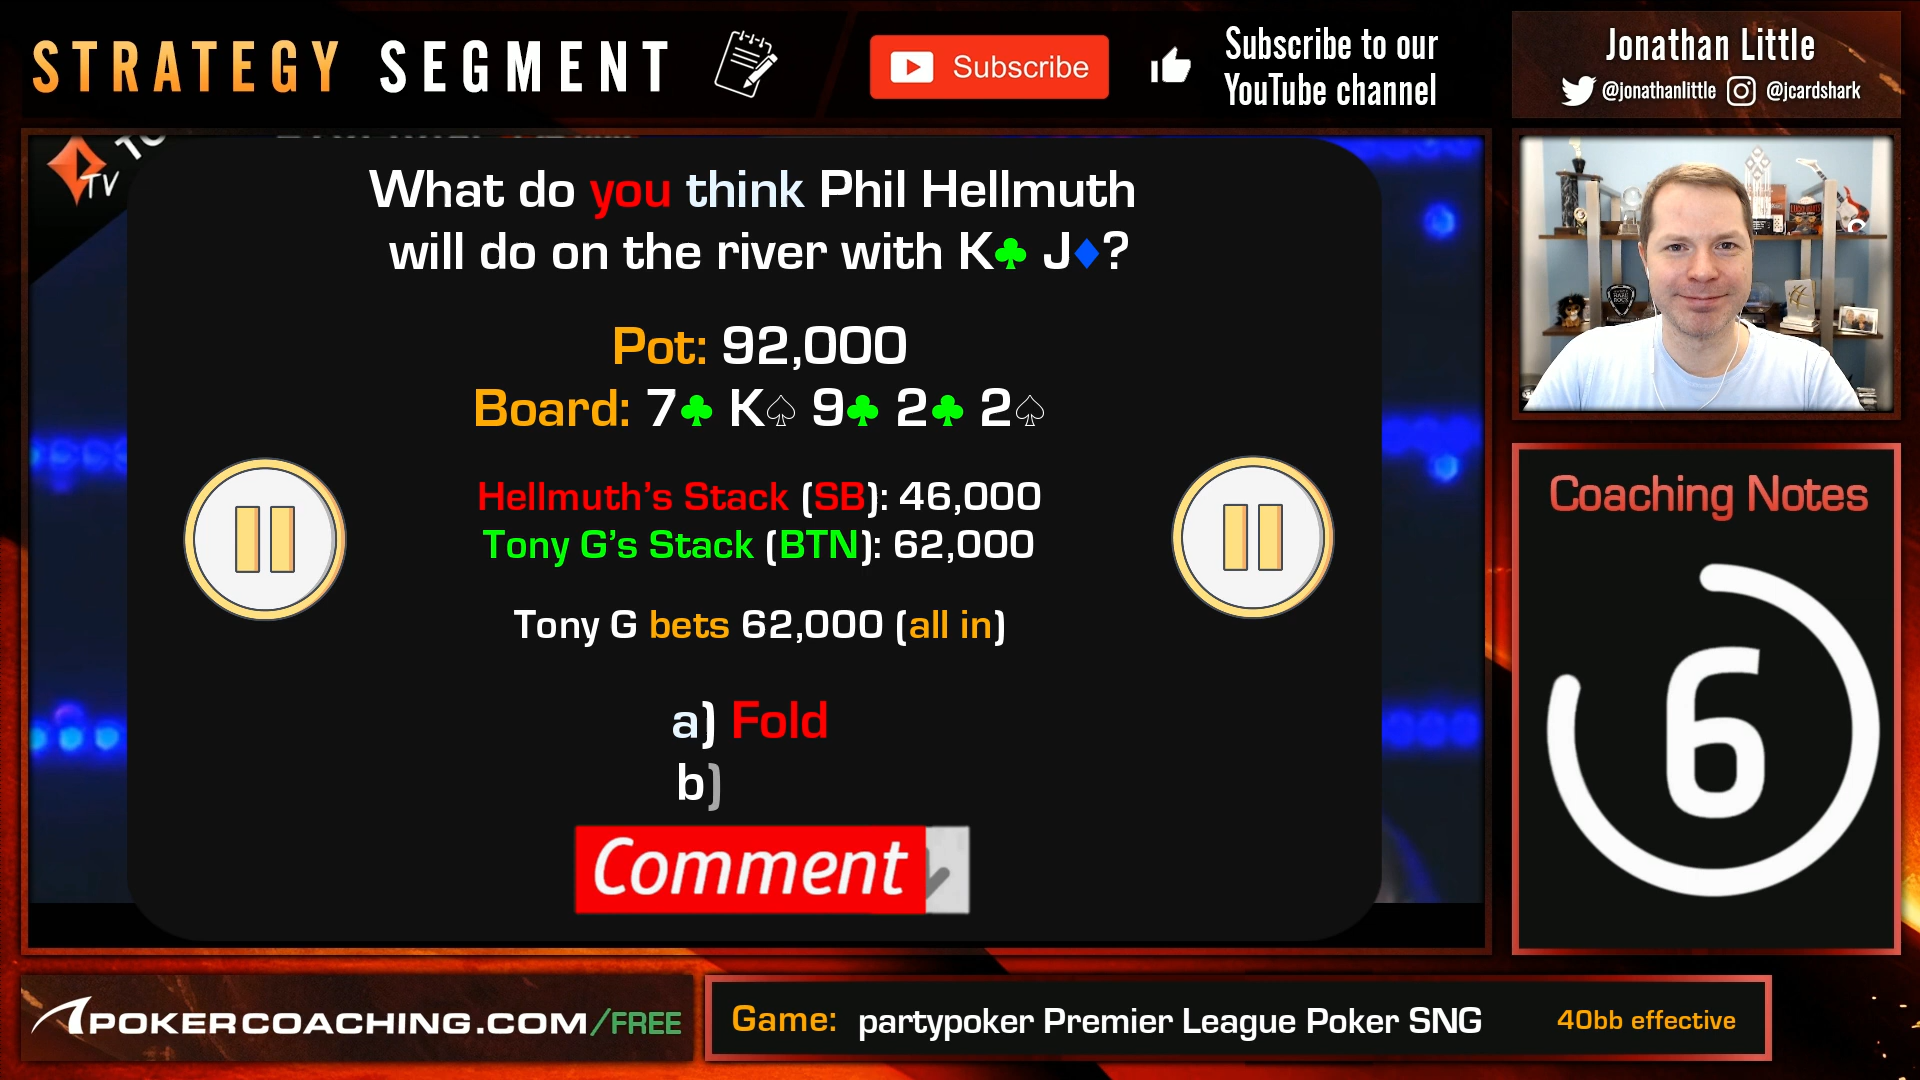 STRATEGY SEGMENT
Subscribe
Subscribe to our
YouTube channel
Jonathan Little
@jonathanlittle @jcardshark
TV
What do you think Phil Hellmuth
will do on the river with K♣ J♦?
Pot: 92,000
Board: 7♣ K♤ 9♣ 2♣ 2♤
Hellmuth's Stack (SB): 46,000
Tony G's Stack (BTN): 62,000
Tony G bets 62,000 (all in)
a) Fold
b)
Comment
Coaching Notes
6
POKERCOACHING.COM/FREE
Game: partypoker Premier League Poker SNG
40bb effective